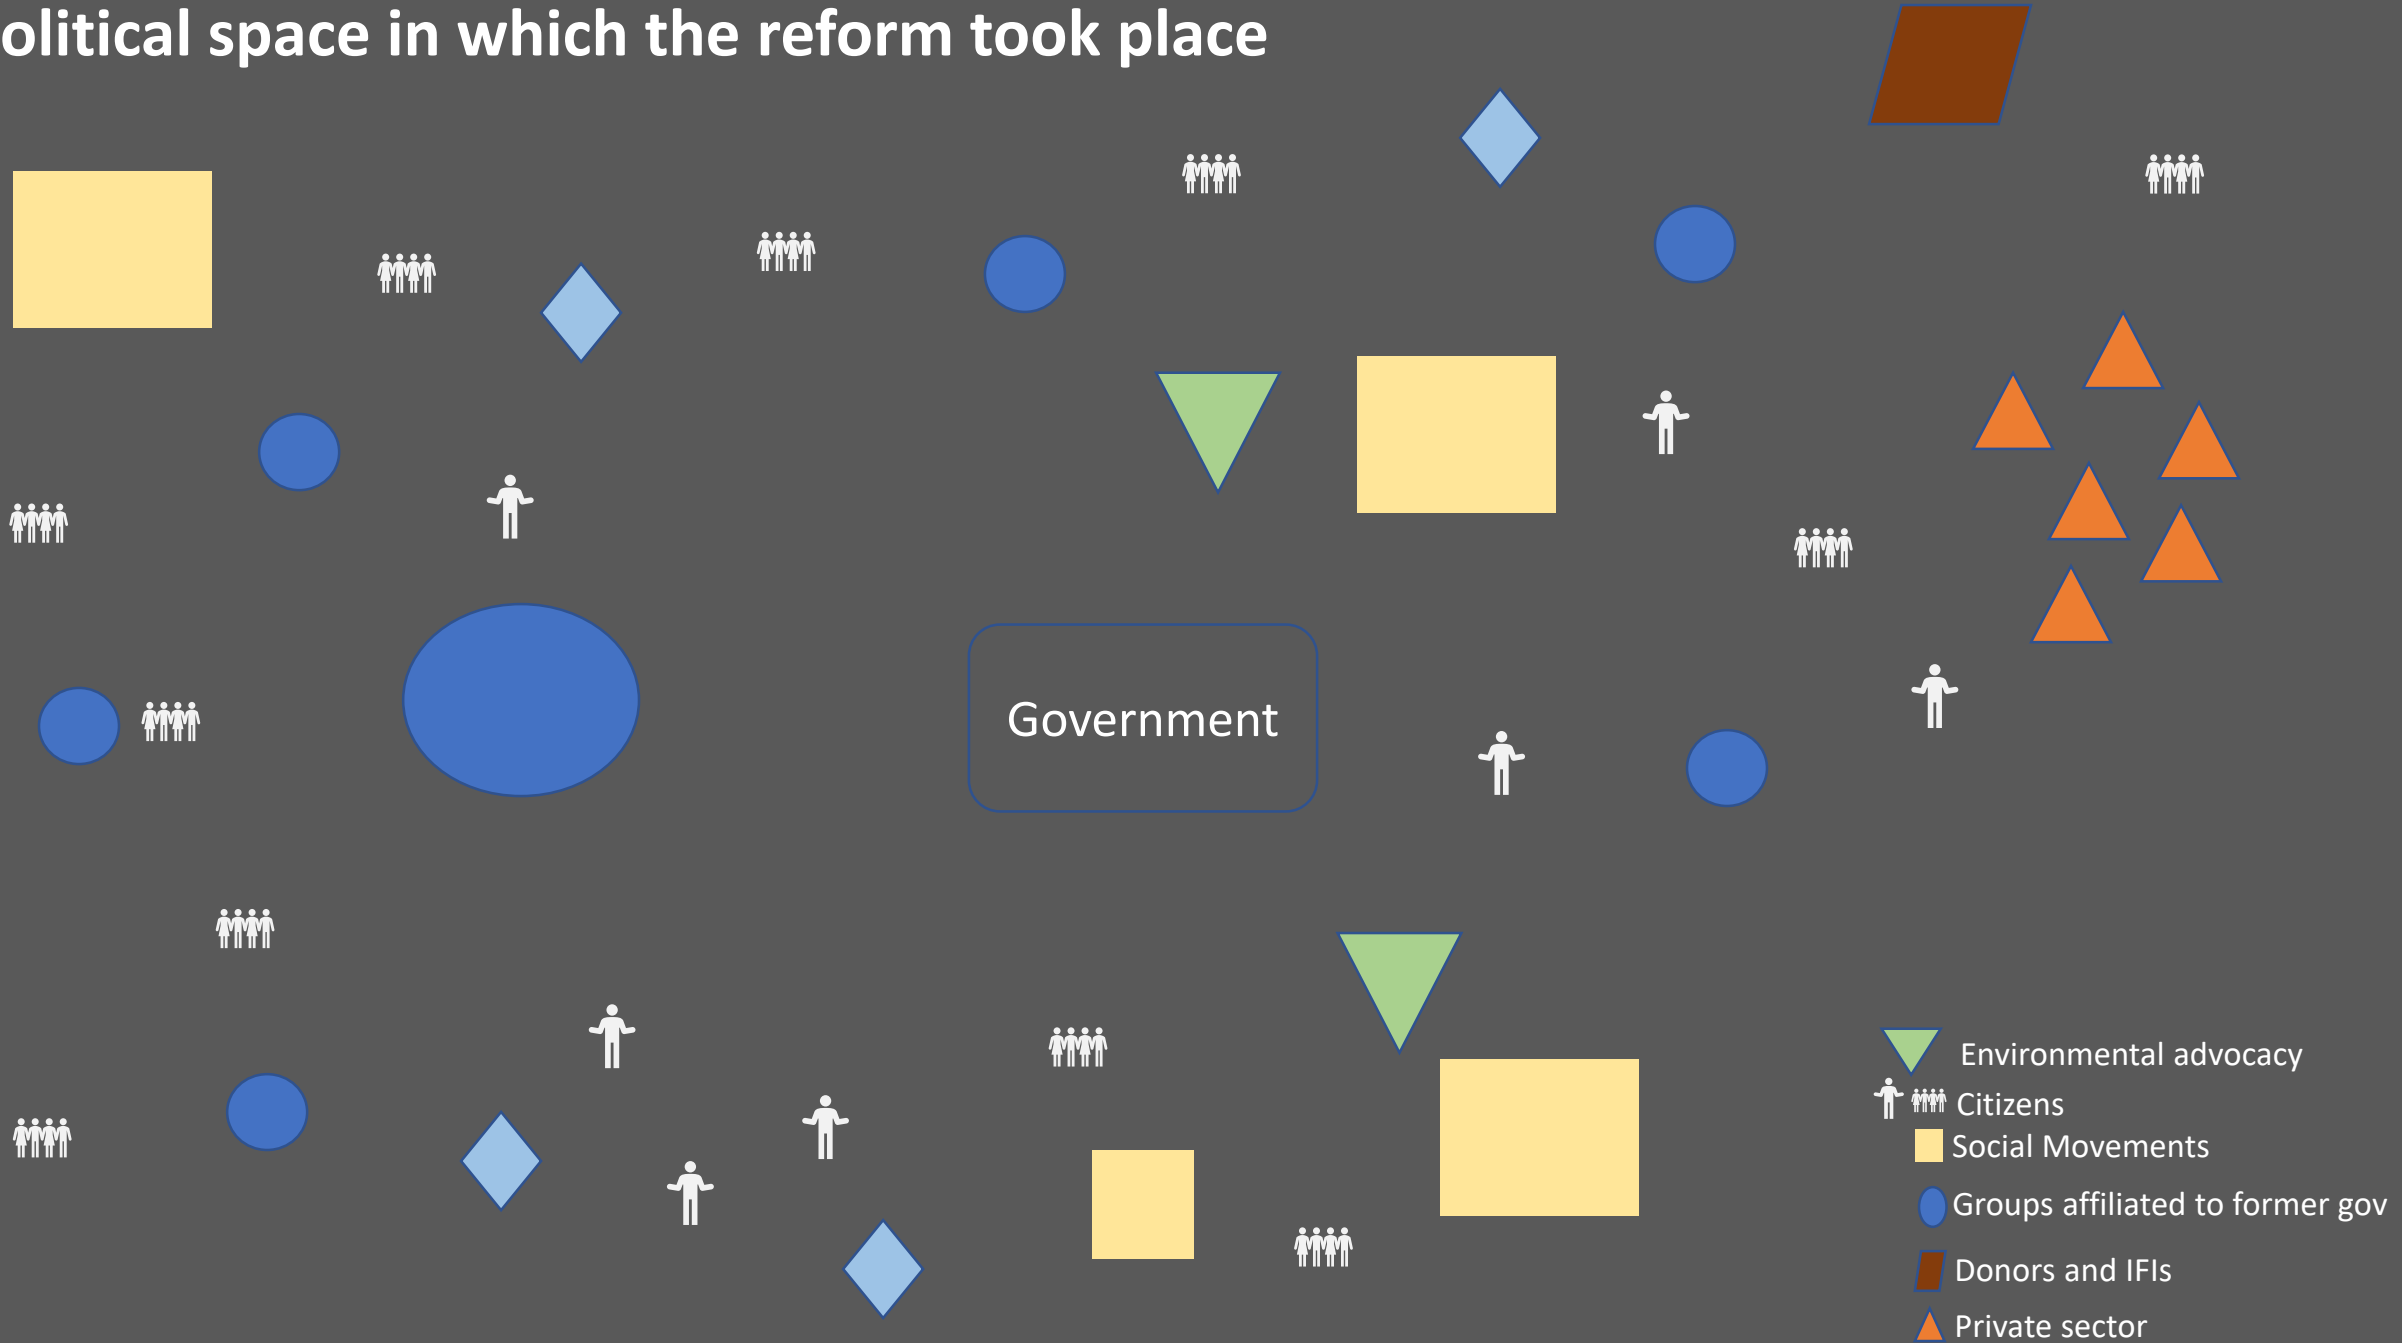 olitical space in which the reform took place
Government
Environmental advocacy
Citizens
Social Movements
Groups affiliated to former gov
Donors and IFIs
Private sector